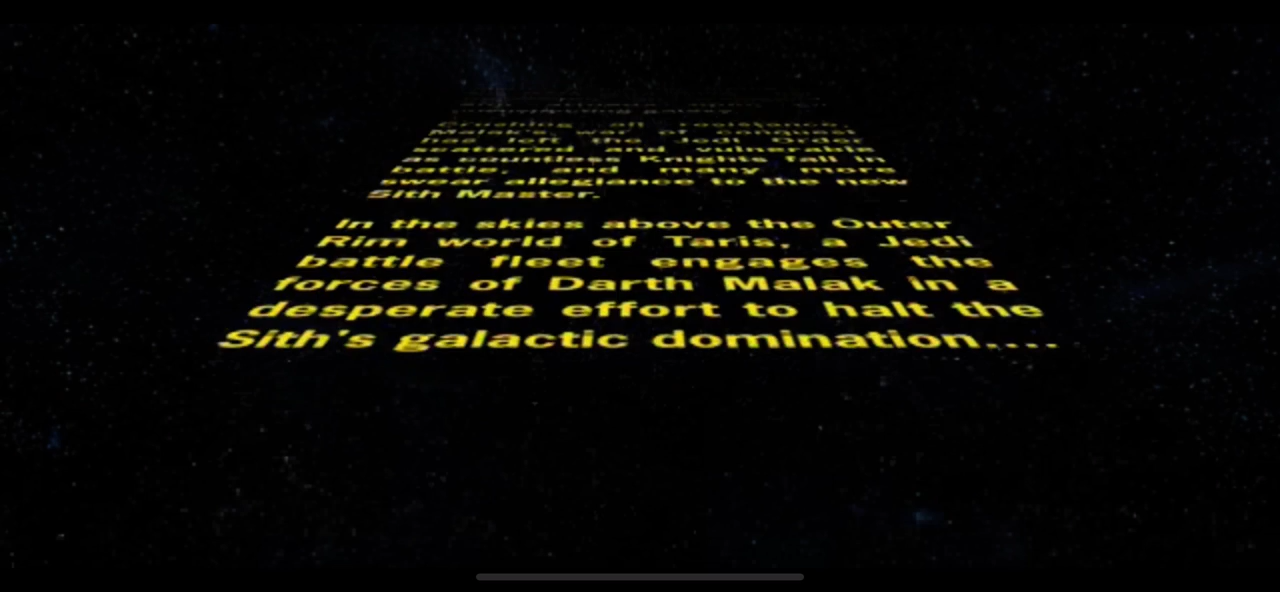 Crushing all resistance,
Malak's war of conquest
has left the Jedi Order
scattered and vulnerable
as countless Knights fall in
battle, and many more
swear allegiance to the new
Sith Master.
In the skies above the Outer
Rim world of Taris, a Jedi
battle fleet engages the
forces of Darth Malak in a
desperate effort to halt the
Sith's galactic domination....